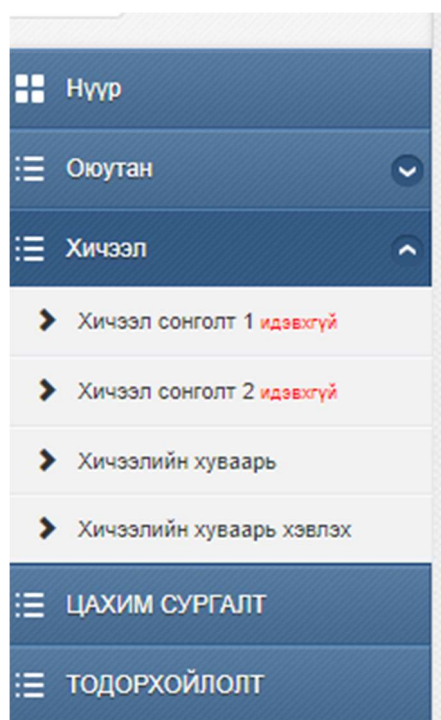 Нүүр
Оюутан
Хичээл
Хичээл сонголт 1 идэвхгүй
Хичээл сонголт 2 идэвхгүй
Хичээлийн хуваарь
Хичээлийн хуваарь хэвлэх
ЦАХИМ СУРГАЛТ
ТОДОРХОЙЛОЛТ